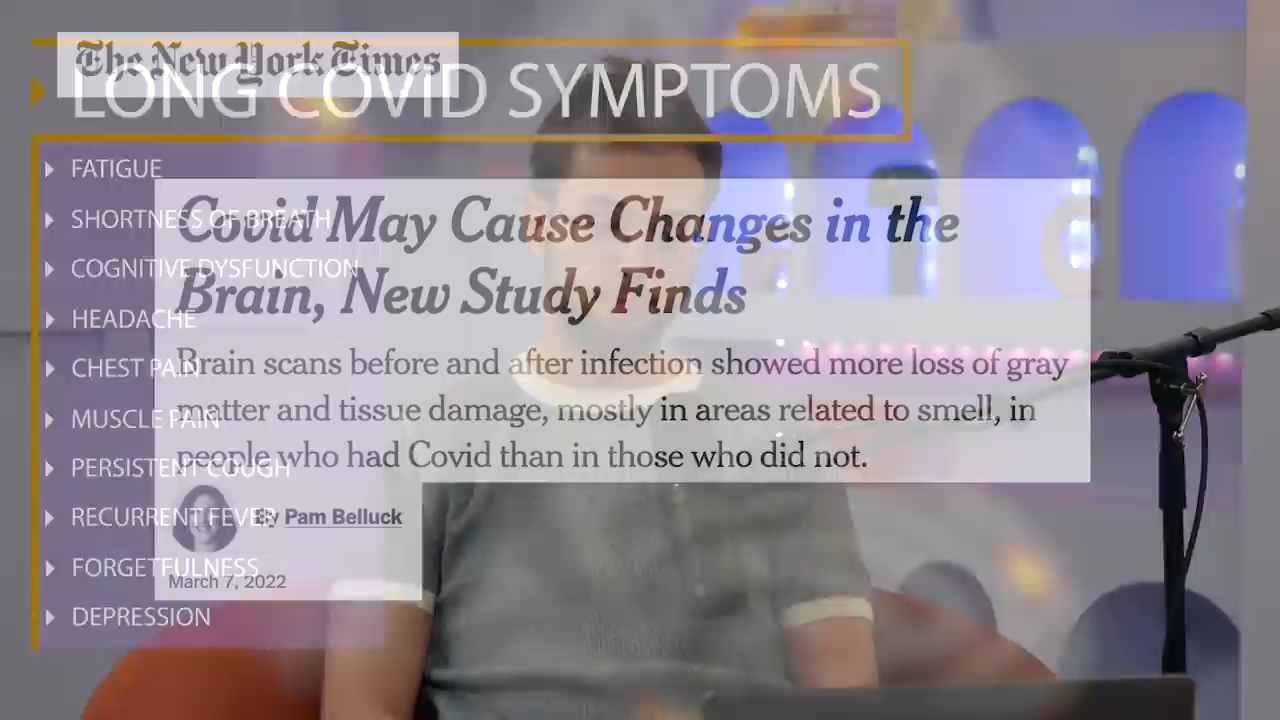 The New York Times
LONG COVID SYMPTOMS
FATIGUE
SHORTNESS OF BREATH
COGNITIVE DYSFUNCTION
HEADACHE
CHEST PAIN
MUSCLE PAIN
PERSISTENT COUGH
RECURRENT FEVER
FORGETFULNESS
DEPRESSION
Covid May Cause Changes in the
Brain, New Study Finds
Brain scans before and after infection showed more loss of gray
matter and tissue damage, mostly in areas related to smell, in
people who had Covid than in those who did not.
By Pam Belluck
March 7, 2022